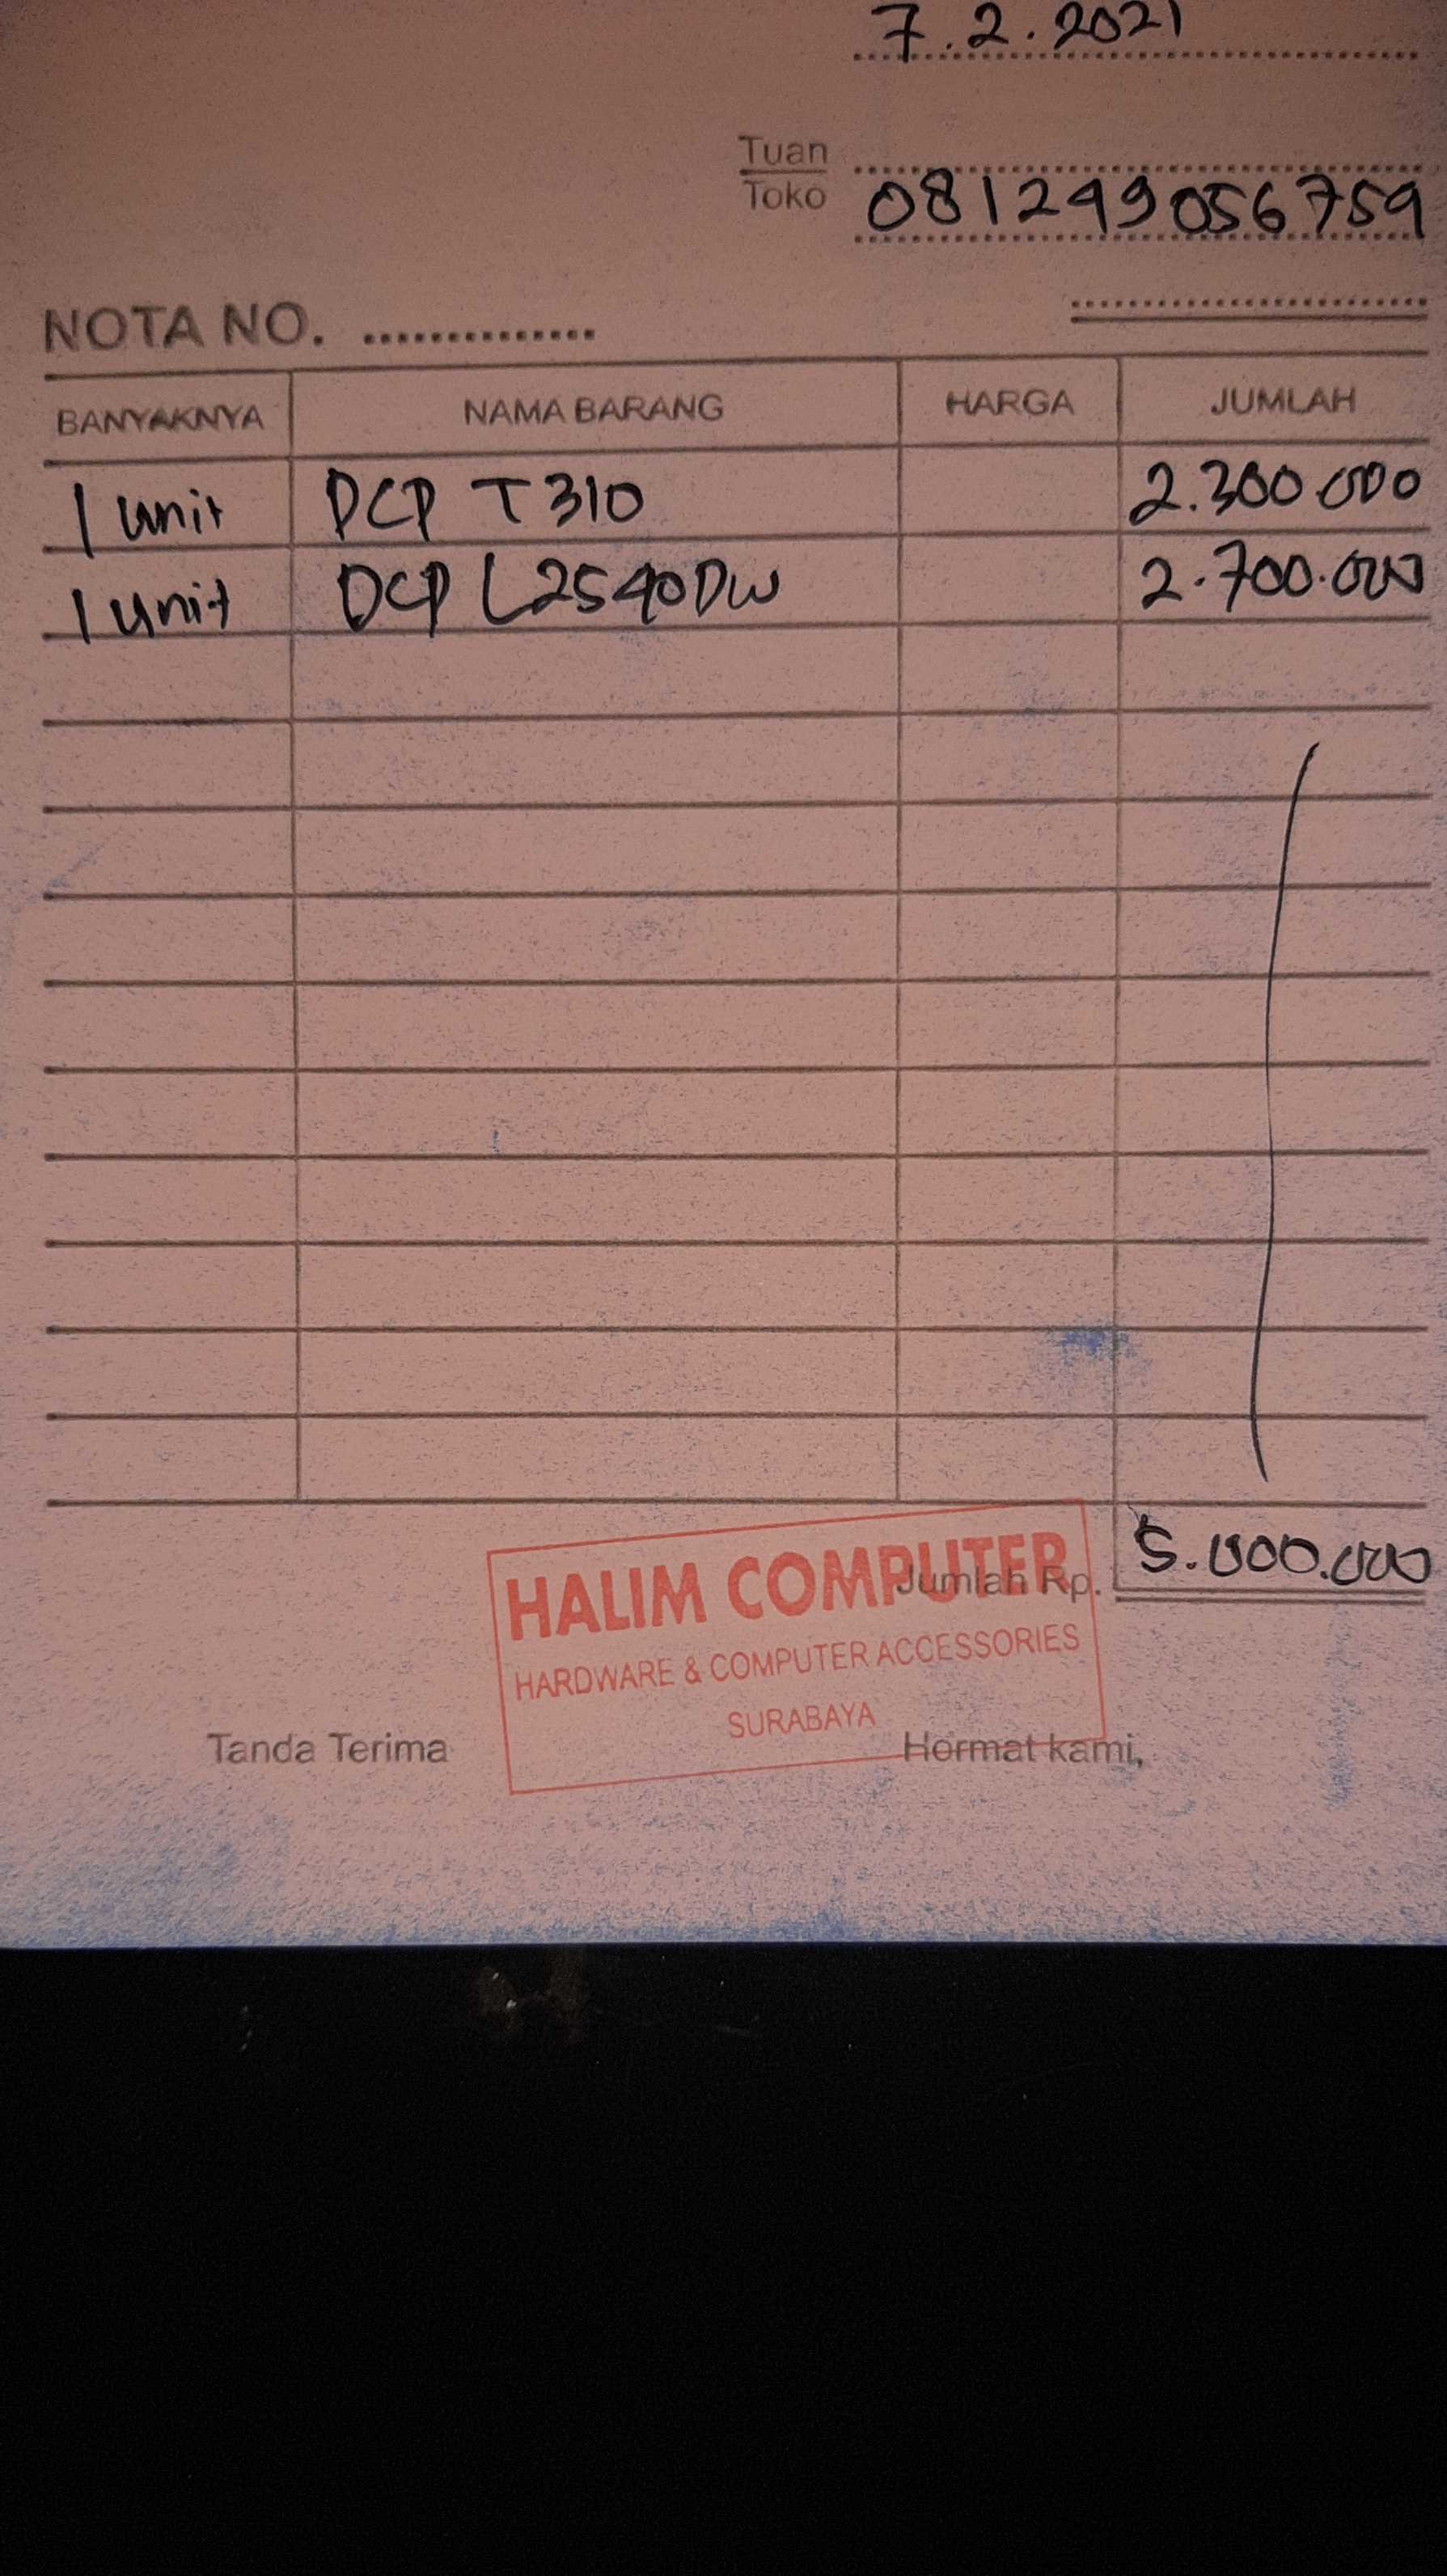 7.2.2021
Tuan
Toko 081249056759
NOTA NO. ..............
BANYAKNYA NAMA BARANG HARGA JUMLAH
1 unit DCP T310 2.300.000
1 unit DCP L2540DW 2.700.000
Jumlah Rp. 5.000.000
HALIM COMPUTER
HARDWARE & COMPUTER ACCESSORIES
SURABAYA
Tanda Terima Hormat kami,